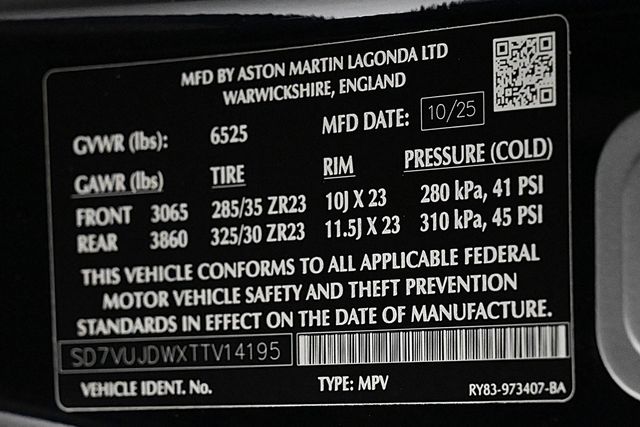 MFD BY ASTON MARTIN LAGONDA LTD
WARWICKSHIRE, ENGLAND
GVWR (lbs): 6525 MFD DATE: 10/25
GAWR (lbs) TIRE RIM PRESSURE (COLD)
FRONT 3065 285/35 ZR23 10J X 23 280 kPa, 41 PSI
REAR 3860 325/30 ZR23 11.5J X 23 310 kPa, 45 PSI
THIS VEHICLE CONFORMS TO ALL APPLICABLE FEDERAL
MOTOR VEHICLE SAFETY AND THEFT PREVENTION
STANDARDS IN EFFECT ON THE DATE OF MANUFACTURE.
SD7VUJDWXTTV14195
VEHICLE IDENT. No. TYPE: MPV RY83-973407-BA